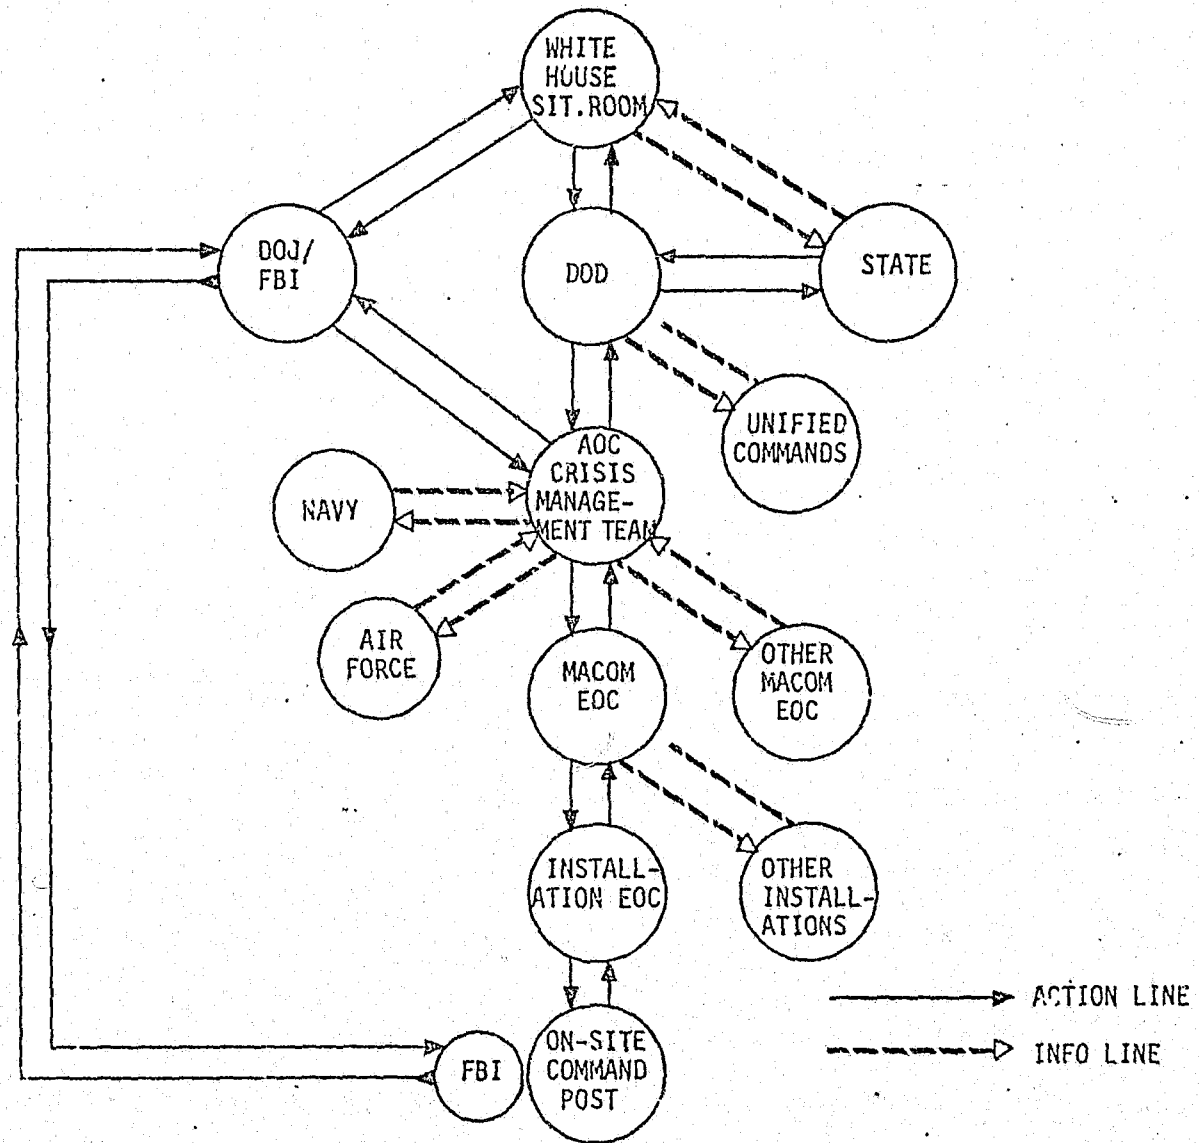 WHITE
HOUSE
SIT.ROOM
DOJ/
FBI
DOD
STATE
UNIFIED
COMMANDS
AOC
CRISIS
MANAGE-
MENT TEAM
NAVY
AIR
FORCE
MACOM
EOC
OTHER
MACOM
EOC
INSTALL-
ATION EOC
OTHER
INSTALL-
ATIONS
ACTION LINE
INFO LINE
FBI
ON-SITE
COMMAND
POST